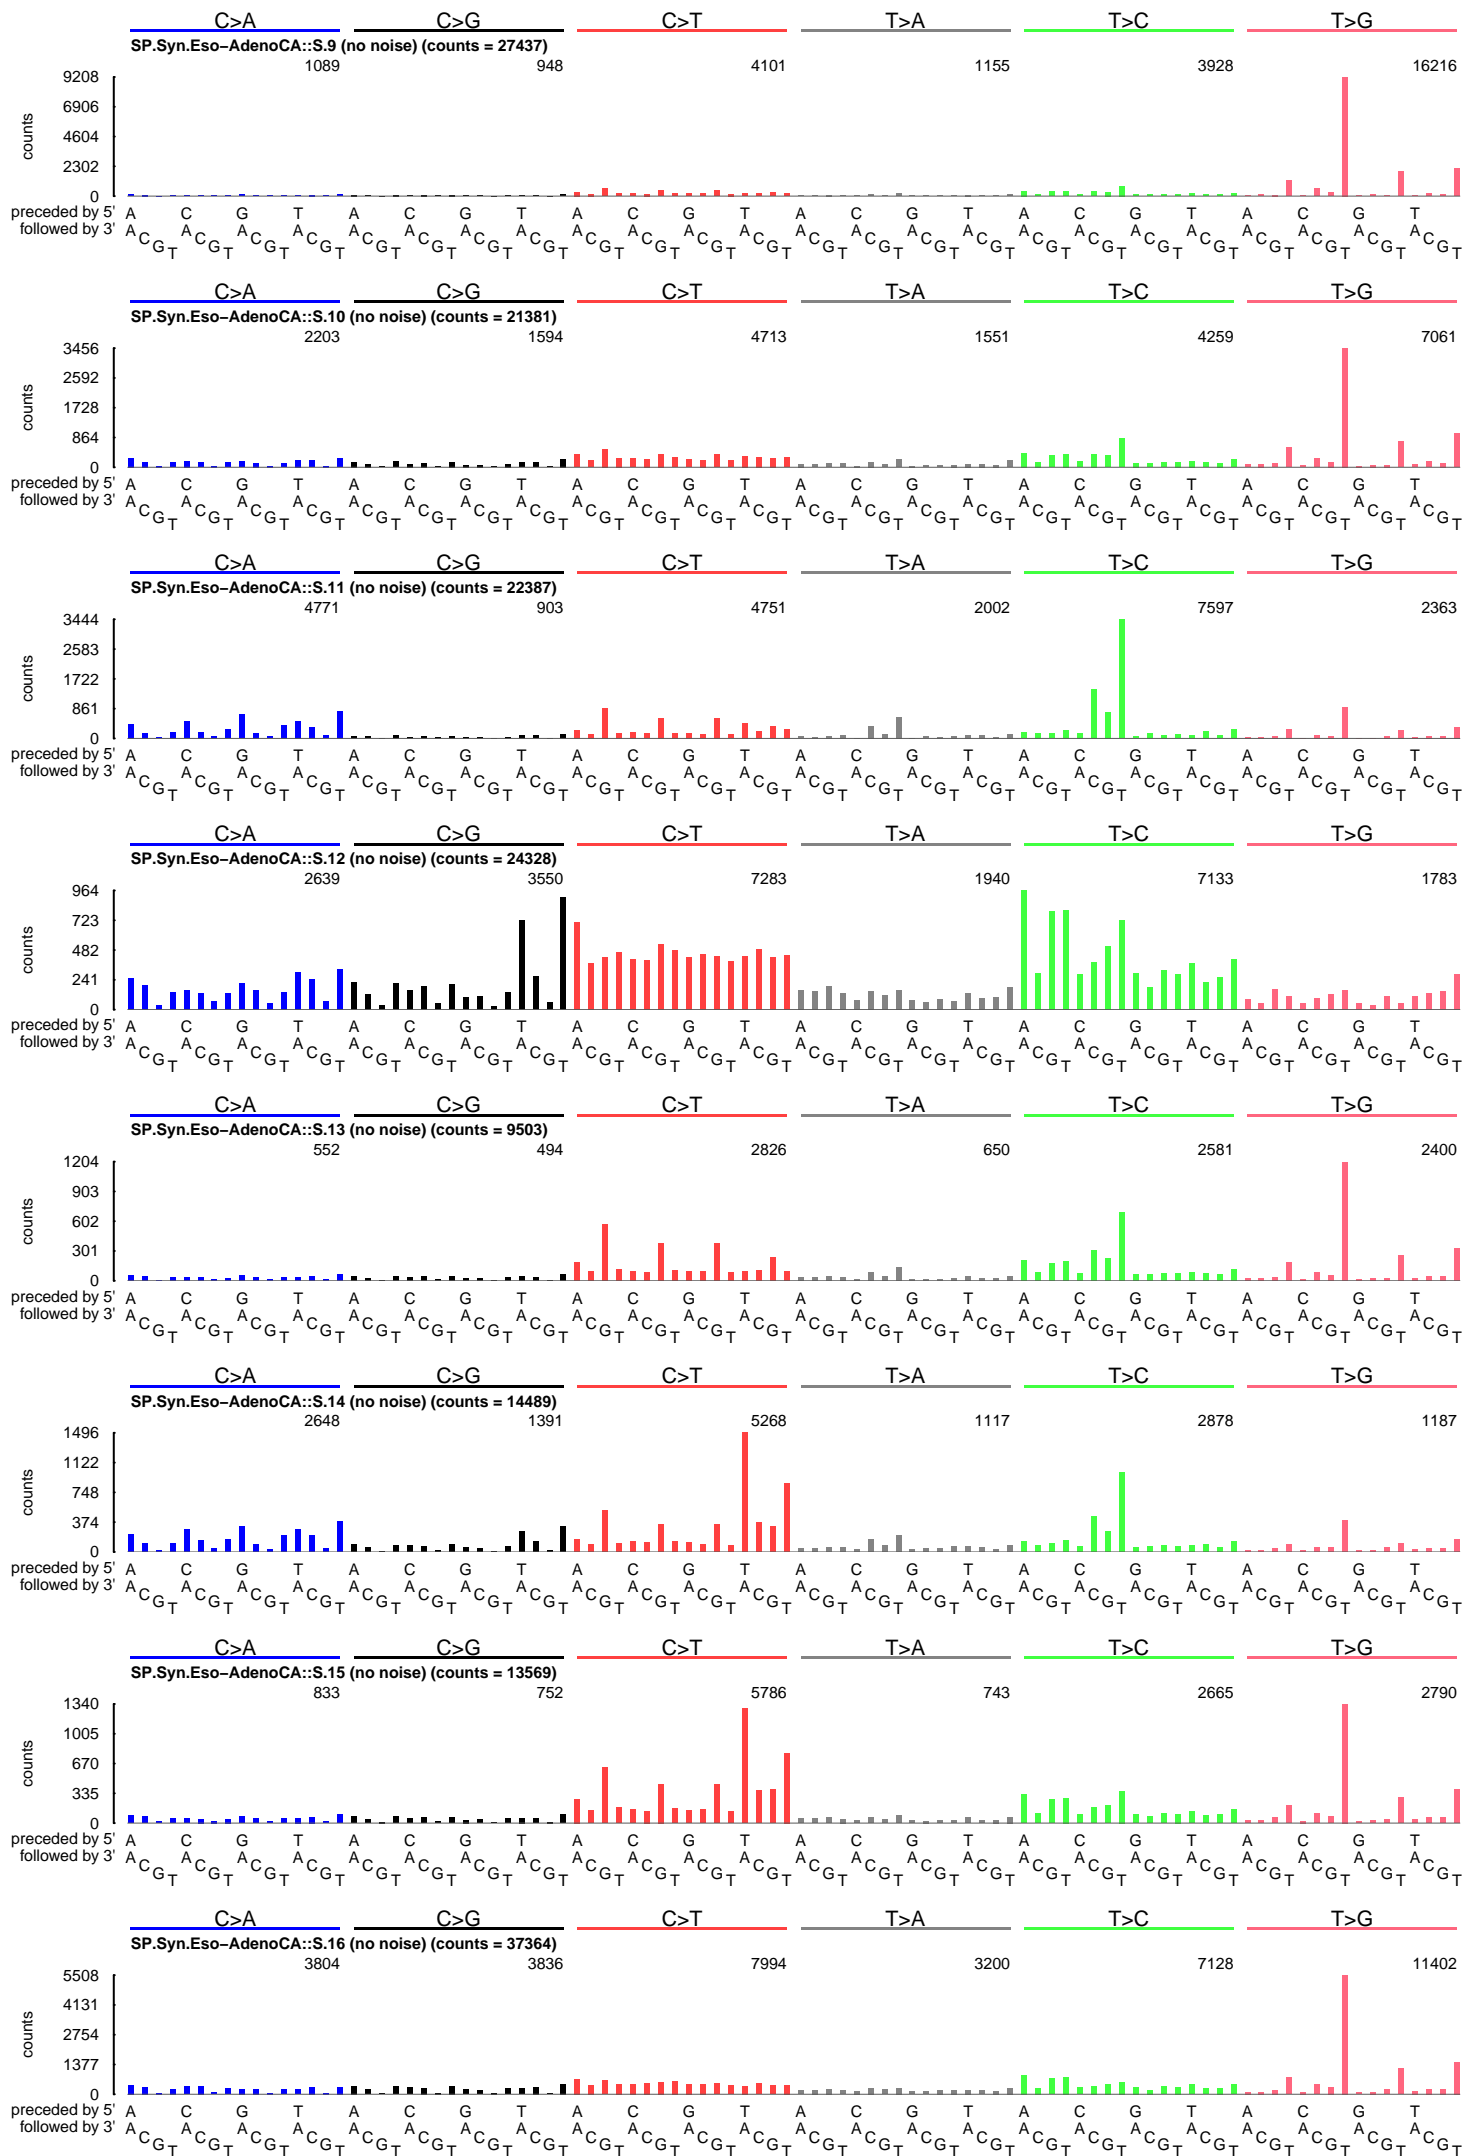 C>A C>G C>T T>A T>C T>G
SP.Syn.Eso−AdenoCA::S.9 (no noise) (counts = 27437)
1089 948 4101 1155 3928 16216
9208
6906
4604
2302
0
counts
preceded by 5' A C G T A C G T A C G T A C G T A C G T A C G T
followed by 3' A C G T A C G T A C G T A C G T A C G T A C G T A C G T A C G T A C G T A C G T A C G T A C G T A C G T A C G T A C G T A C G T A C G T A C G T A C G T A C G T A C G T A C G T A C G T A C G T
C>A C>G C>T T>A T>C T>G
SP.Syn.Eso−AdenoCA::S.10 (no noise) (counts = 21381)
2203 1594 4713 1551 4259 7061
3456
2592
1728
864
0
counts
preceded by 5' A C G T A C G T A C G T A C G T A C G T A C G T
followed by 3' A C G T A C G T A C G T A C G T A C G T A C G T A C G T A C G T A C G T A C G T A C G T A C G T A C G T A C G T A C G T A C G T A C G T A C G T A C G T A C G T A C G T A C G T A C G T A C G T
C>A C>G C>T T>A T>C T>G
SP.Syn.Eso−AdenoCA::S.11 (no noise) (counts = 22387)
4771 903 4751 2002 7597 2363
3444
2583
1722
861
0
counts
preceded by 5' A C G T A C G T A C G T A C G T A C G T A C G T
followed by 3' A C G T A C G T A C G T A C G T A C G T A C G T A C G T A C G T A C G T A C G T A C G T A C G T A C G T A C G T A C G T A C G T A C G T A C G T A C G T A C G T A C G T A C G T A C G T A C G T
C>A C>G C>T T>A T>C T>G
SP.Syn.Eso−AdenoCA::S.12 (no noise) (counts = 24328)
2639 3550 7283 1940 7133 1783
964
723
482
241
0
counts
preceded by 5' A C G T A C G T A C G T A C G T A C G T A C G T
followed by 3' A C G T A C G T A C G T A C G T A C G T A C G T A C G T A C G T A C G T A C G T A C G T A C G T A C G T A C G T A C G T A C G T A C G T A C G T A C G T A C G T A C G T A C G T A C G T A C G T
C>A C>G C>T T>A T>C T>G
SP.Syn.Eso−AdenoCA::S.13 (no noise) (counts = 9503)
552 494 2826 650 2581 2400
1204
903
602
301
0
counts
preceded by 5' A C G T A C G T A C G T A C G T A C G T A C G T
followed by 3' A C G T A C G T A C G T A C G T A C G T A C G T A C G T A C G T A C G T A C G T A C G T A C G T A C G T A C G T A C G T A C G T A C G T A C G T A C G T A C G T A C G T A C G T A C G T A C G T
C>A C>G C>T T>A T>C T>G
SP.Syn.Eso−AdenoCA::S.14 (no noise) (counts = 14489)
2648 1391 5268 1117 2878 1187
1496
1122
748
374
0
counts
preceded by 5' A C G T A C G T A C G T A C G T A C G T A C G T
followed by 3' A C G T A C G T A C G T A C G T A C G T A C G T A C G T A C G T A C G T A C G T A C G T A C G T A C G T A C G T A C G T A C G T A C G T A C G T A C G T A C G T A C G T A C G T A C G T A C G T
C>A C>G C>T T>A T>C T>G
SP.Syn.Eso−AdenoCA::S.15 (no noise) (counts = 13569)
833 752 5786 743 2665 2790
1340
1005
670
335
0
counts
preceded by 5' A C G T A C G T A C G T A C G T A C G T A C G T
followed by 3' A C G T A C G T A C G T A C G T A C G T A C G T A C G T A C G T A C G T A C G T A C G T A C G T A C G T A C G T A C G T A C G T A C G T A C G T A C G T A C G T A C G T A C G T A C G T A C G T
C>A C>G C>T T>A T>C T>G
SP.Syn.Eso−AdenoCA::S.16 (no noise) (counts = 37364)
3804 3836 7994 3200 7128 11402
5508
4131
2754
1377
0
counts
preceded by 5' A C G T A C G T A C G T A C G T A C G T A C G T
followed by 3' A C G T A C G T A C G T A C G T A C G T A C G T A C G T A C G T A C G T A C G T A C G T A C G T A C G T A C G T A C G T A C G T A C G T A C G T A C G T A C G T A C G T A C G T A C G T A C G T